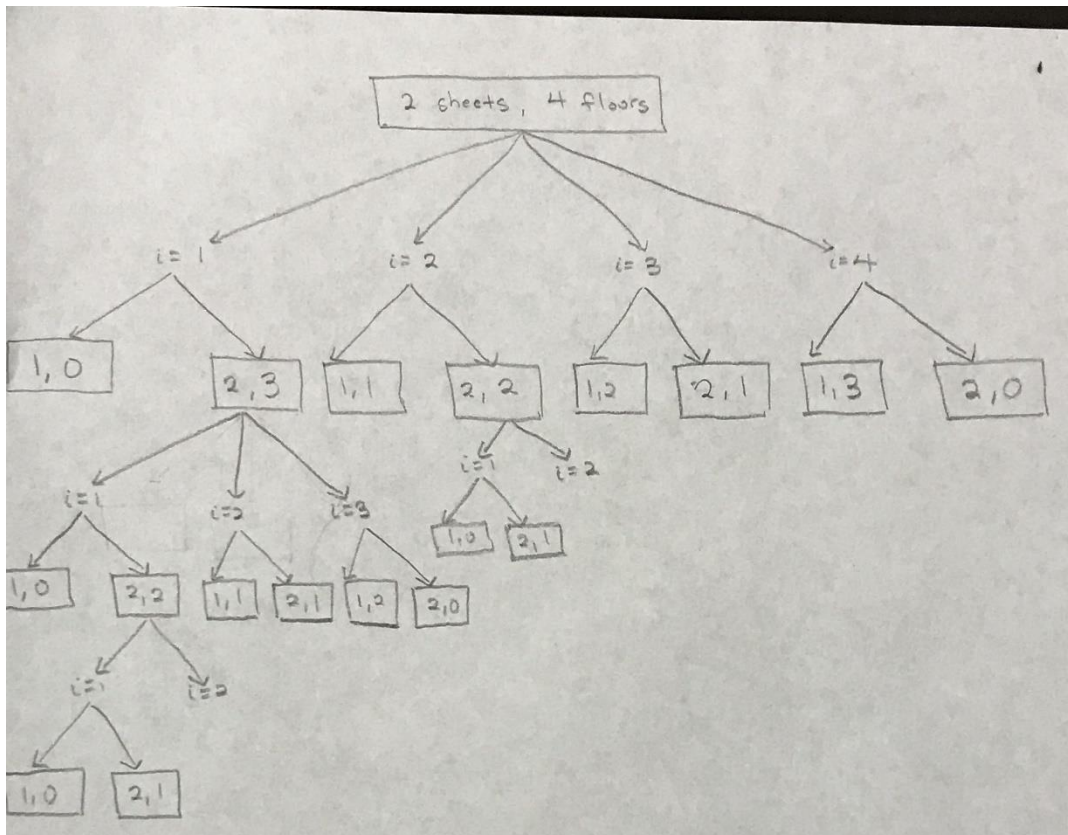 2 sheets, 4 floors
i= 1 i= 2 i= 3 i=4
1,0 2,3 1,1 2,2 1,2 2,1 1,3 2,0
i=1 i=2
i=1 i=2 i=3
1,0 2,1
1,0 2,2 1,1 2,1 1,2 2,0
i=1 i=2
1,0 2,1